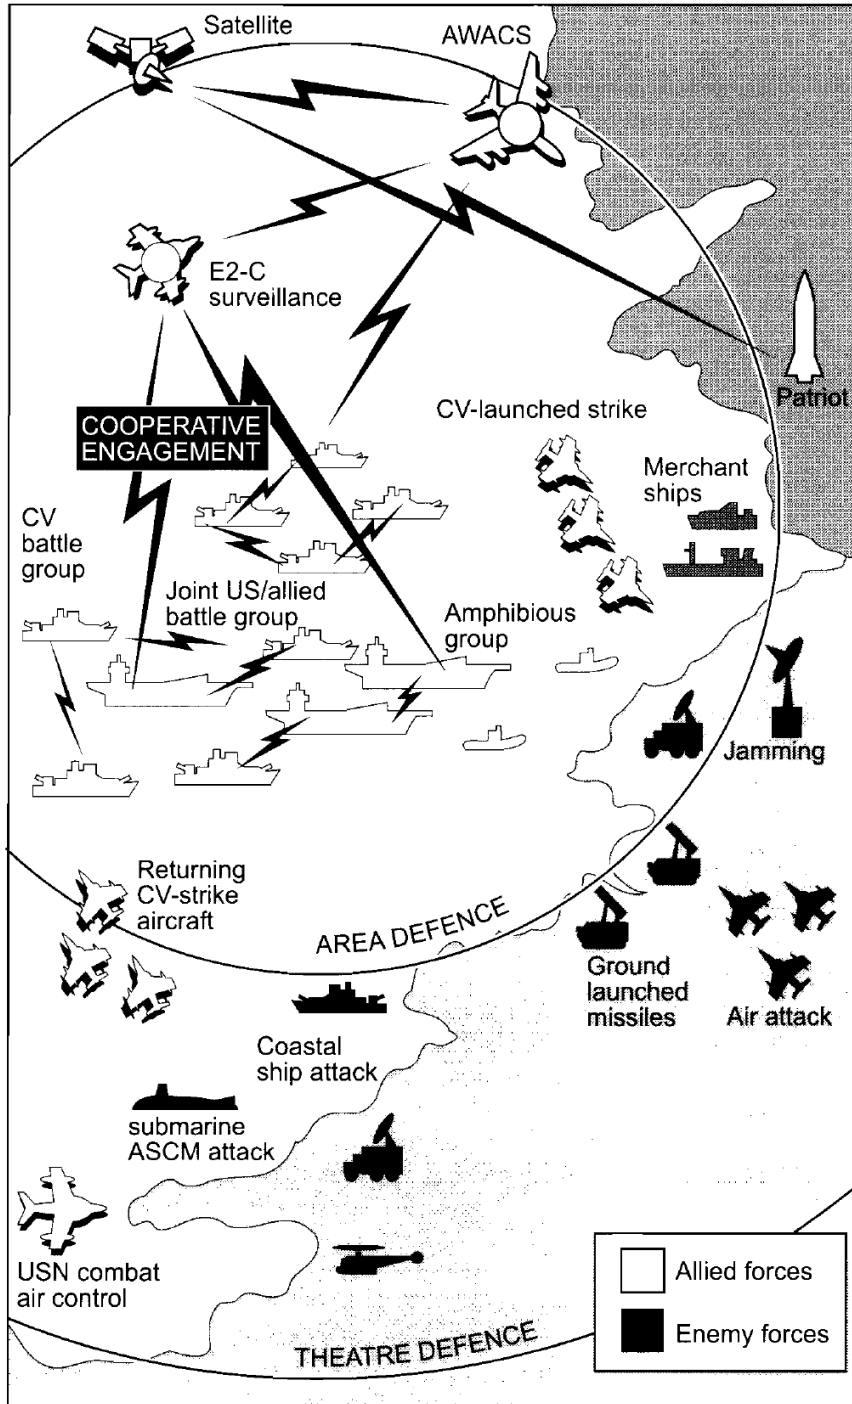 Satellite
AWACS
E2-C
surveillance
Patriot
COOPERATIVE
ENGAGEMENT
CV-launched strike
Merchant
ships
CV
battle
group
Joint US/allied
battle group
Amphibious
group
Jamming
Returning
CV-strike
aircraft
AREA DEFENCE
Ground
launched
missiles
Air attack
Coastal
ship attack
submarine
ASCM attack
USN combat
air control
THEATRE DEFENCE
Allied forces
Enemy forces